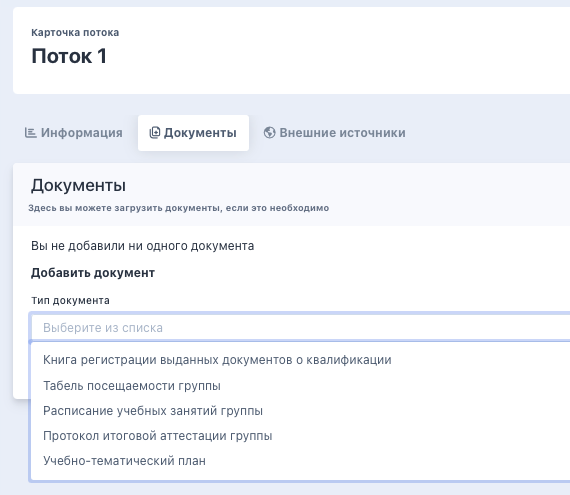 Карточка потока
Поток 1
Информация Документы Внешние источники
Документы
Здесь вы можете загрузить документы, если это необходимо
Вы не добавили ни одного документа
Добавить документ
Тип документа
Выберите из списка
Книга регистрации выданных документов о квалификации
Табель посещаемости группы
Расписание учебных занятий группы
Протокол итоговой аттестации группы
Учебно-тематический план